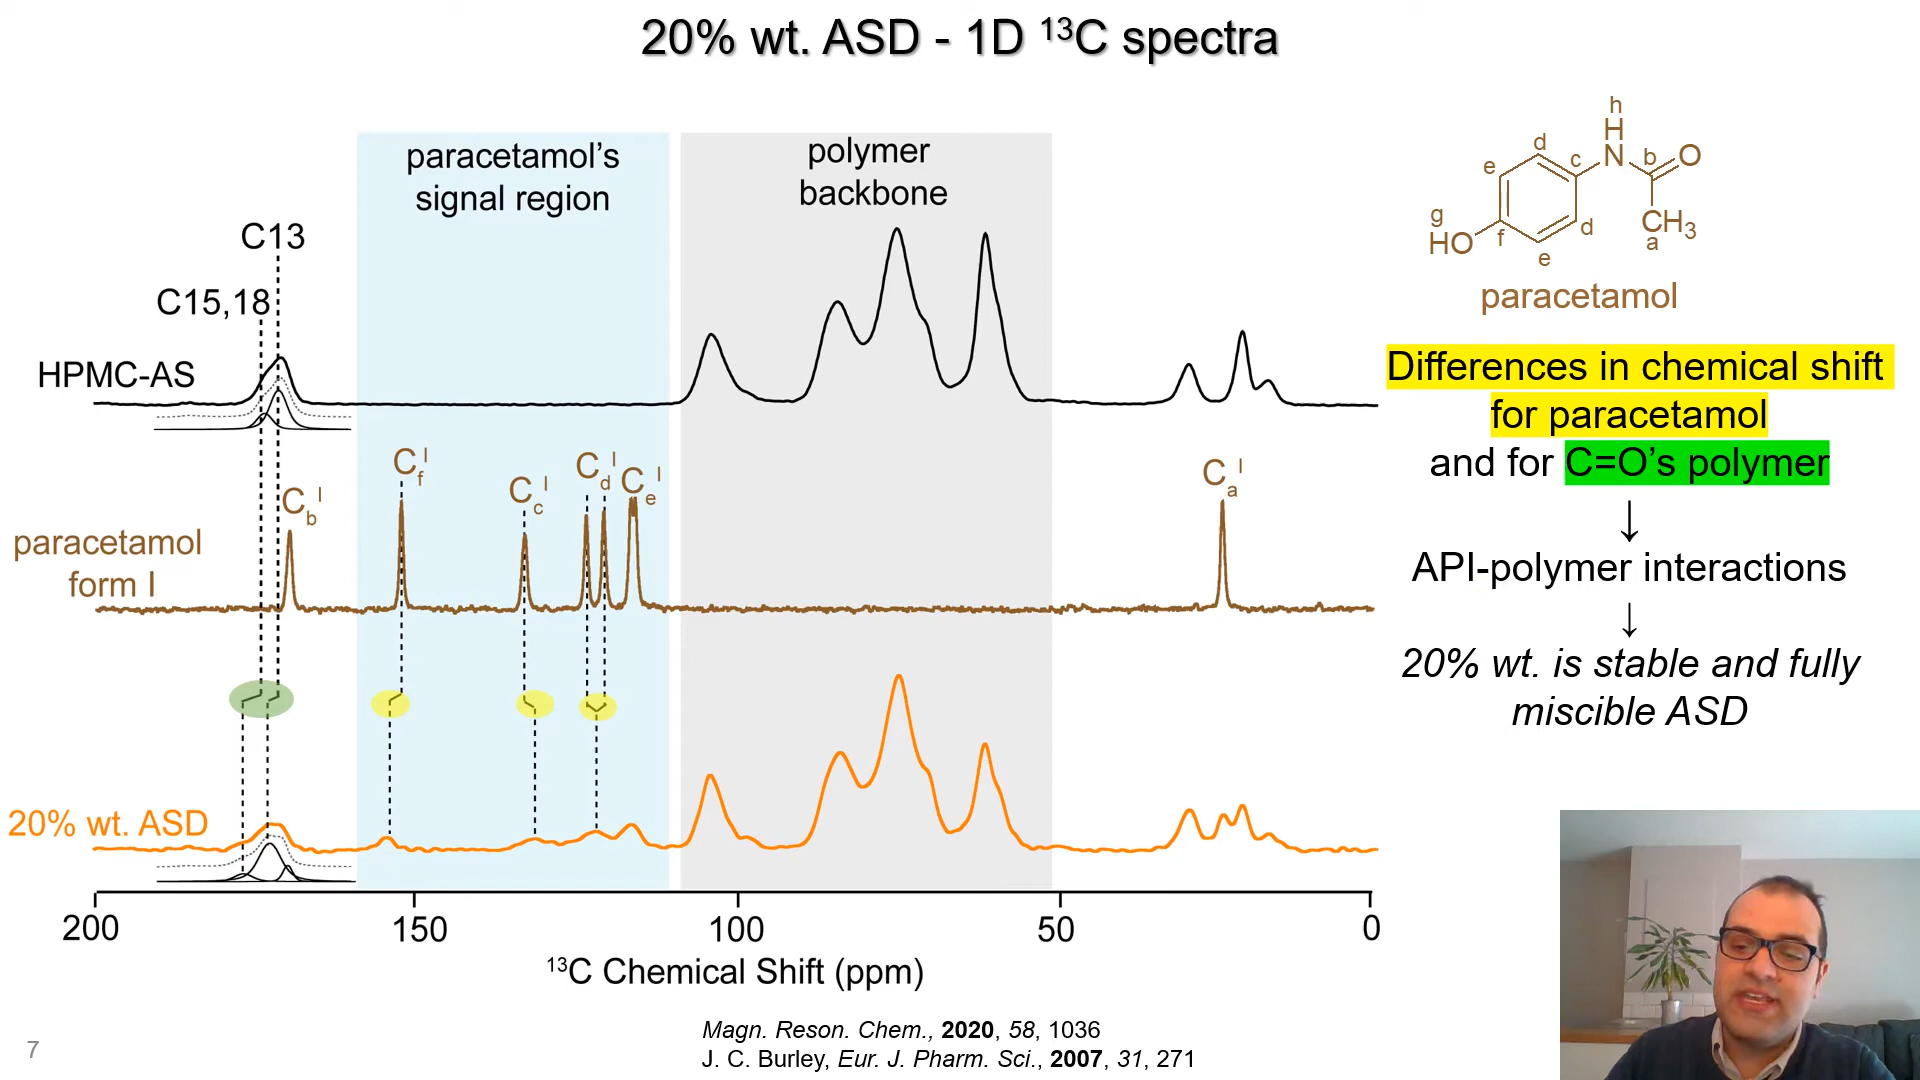 20% wt. ASD - 1D ¹³C spectra
paracetamol's
signal region
polymer
backbone
C13
C15,18
HPMC-AS
C_b^I
C_f^I
C_c^I
C_d^I
C_e^I
C_a^I
paracetamol
form I
20% wt. ASD
200
150
100
50
0
¹³C Chemical Shift (ppm)
h
H
N
d
c
b
O
e
g
HO
f
d
e
CH₃
a
paracetamol
Differences in chemical shift
for paracetamol
and for C=O's polymer
↓
API-polymer interactions
↓
20% wt. is stable and fully
miscible ASD
Magn. Reson. Chem., 2020, 58, 1036
J. C. Burley, Eur. J. Pharm. Sci., 2007, 31, 271
7